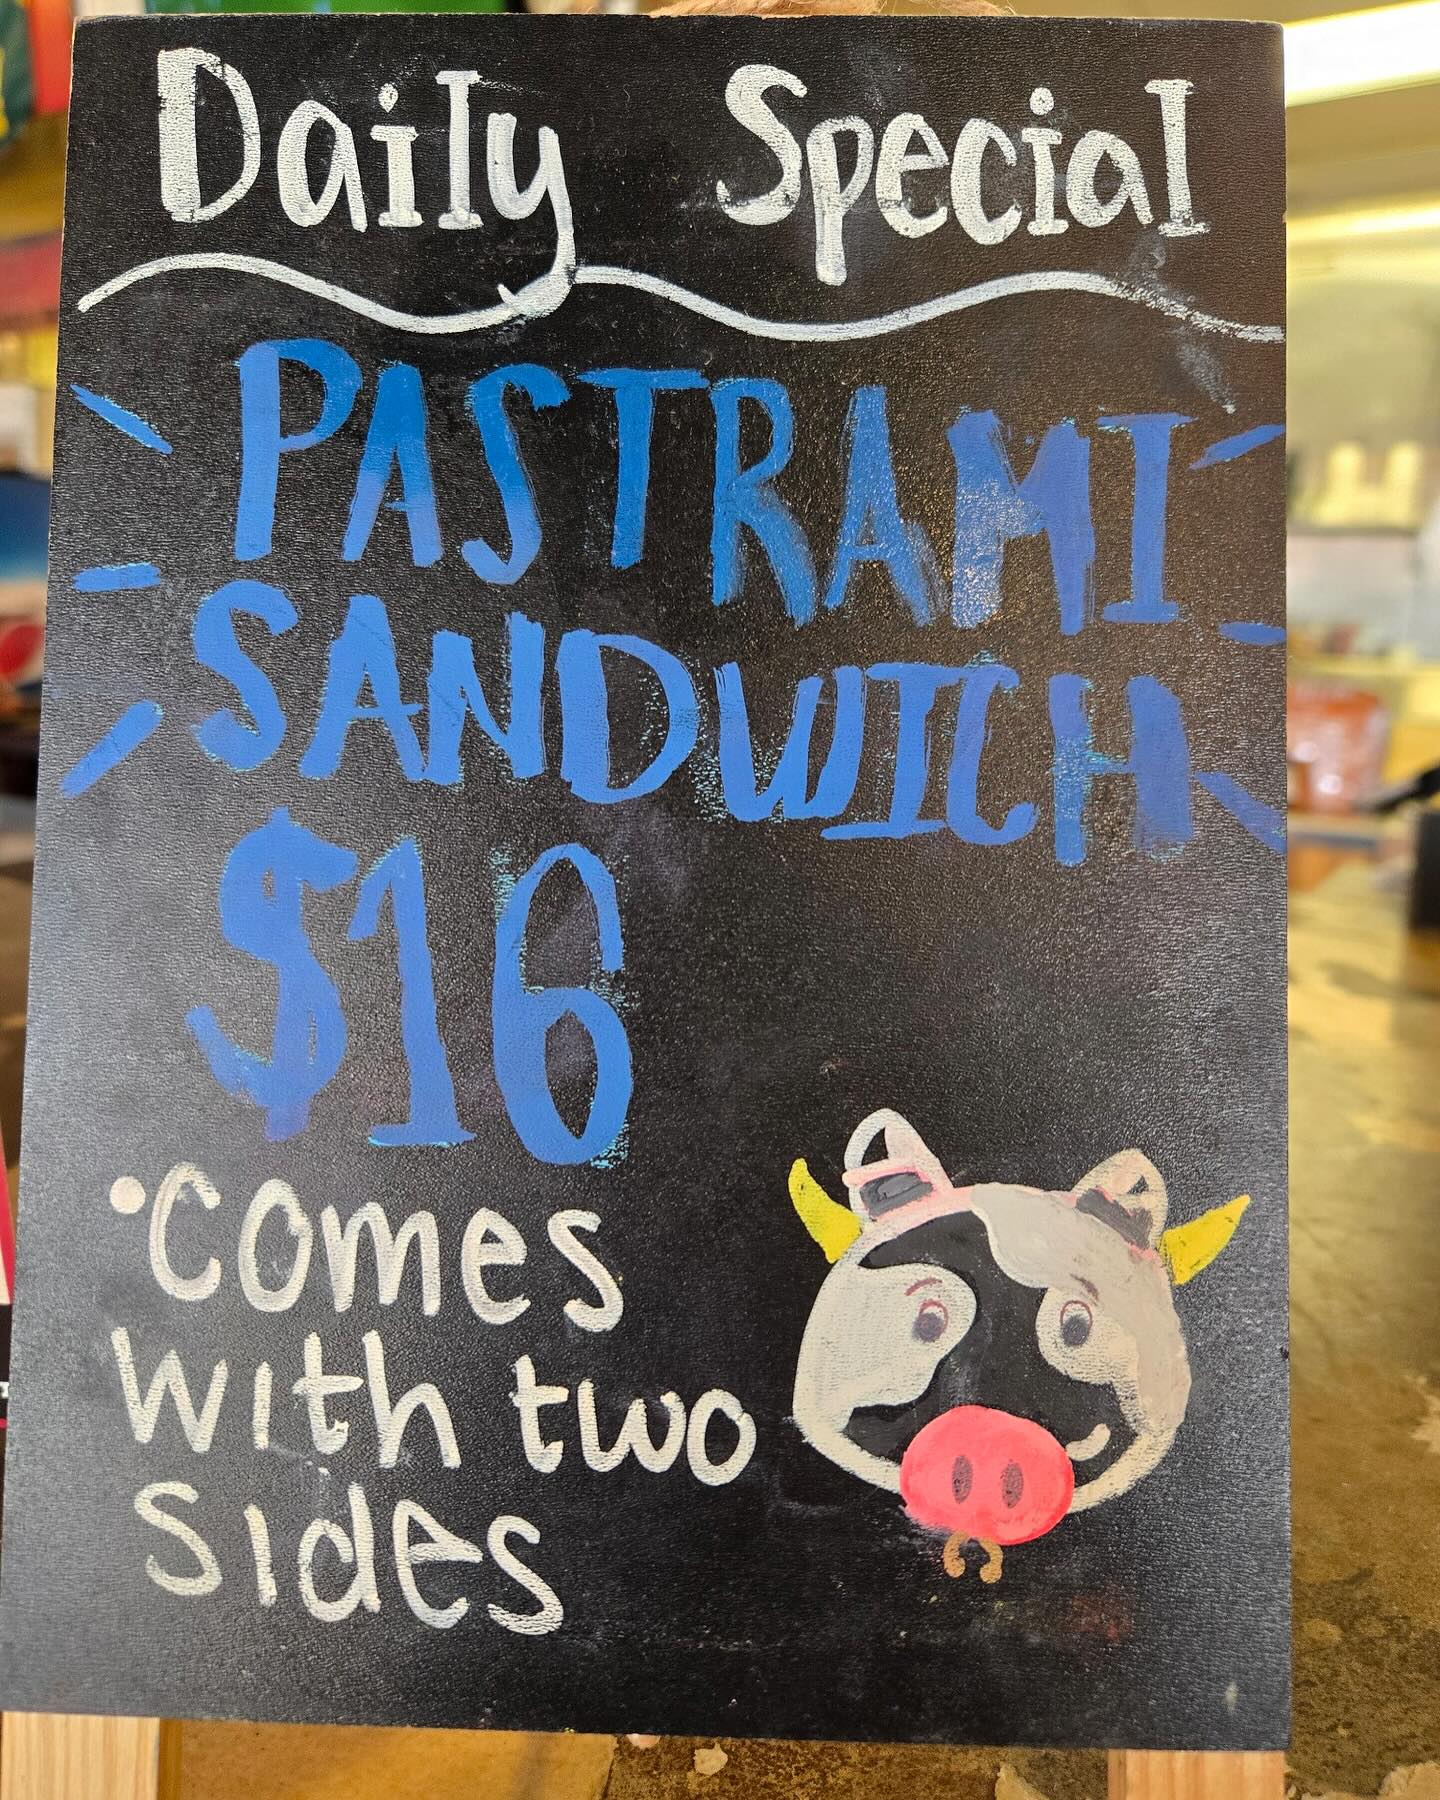 Daily Special
PASTRAMI
SANDWICH
$16
•Comes
with two
sides